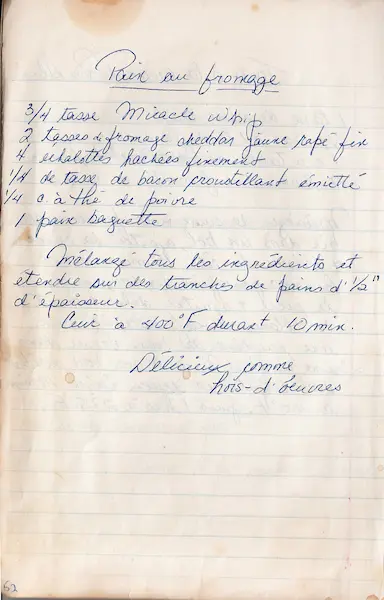 Pain au fromage
3/4 tasse Miracle Whip
2 tasses de fromage cheddar jaune rapé fin
4 échalottes hachées finement
1/4 de tasse de bacon croustillant émietté
1/4 c. à thé de poivre
1 pain baguette
Mélangé tous les ingrédients et
étendre sur des tranches de pains d'1/2"
d'épaisseur.
Cuir à 400°F durant 10 min.
Délicieux comme
hors-d'oeuvres
62